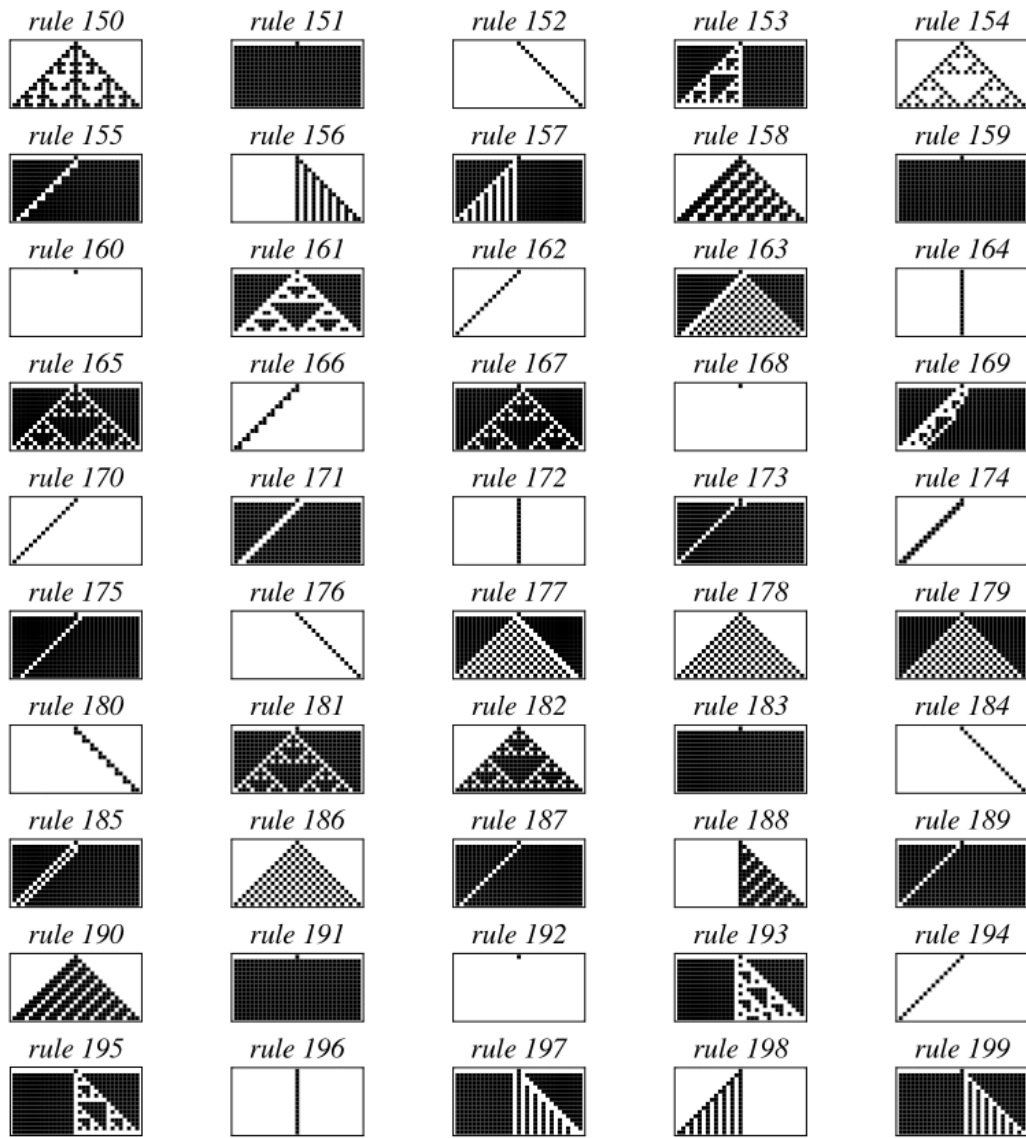 rule 150 rule 151 rule 152 rule 153 rule 154
rule 155 rule 156 rule 157 rule 158 rule 159
rule 160 rule 161 rule 162 rule 163 rule 164
rule 165 rule 166 rule 167 rule 168 rule 169
rule 170 rule 171 rule 172 rule 173 rule 174
rule 175 rule 176 rule 177 rule 178 rule 179
rule 180 rule 181 rule 182 rule 183 rule 184
rule 185 rule 186 rule 187 rule 188 rule 189
rule 190 rule 191 rule 192 rule 193 rule 194
rule 195 rule 196 rule 197 rule 198 rule 199